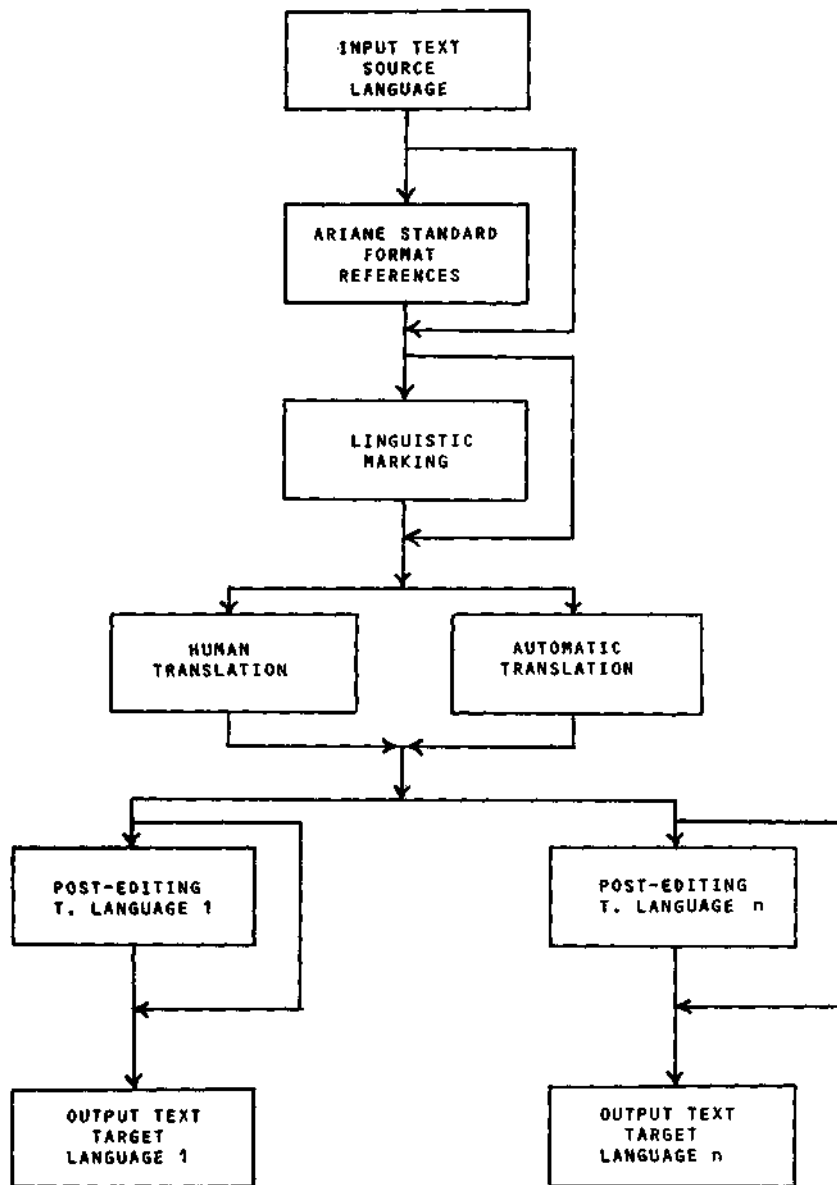 INPUT TEXT
SOURCE
LANGUAGE
ARIANE STANDARD
FORMAT
REFERENCES
LINGUISTIC
MARKING
HUMAN
TRANSLATION
AUTOMATIC
TRANSLATION
POST-EDITING
T. LANGUAGE 1
POST-EDITING
T. LANGUAGE n
OUTPUT TEXT
TARGET
LANGUAGE 1
OUTPUT TEXT
TARGET
LANGUAGE n